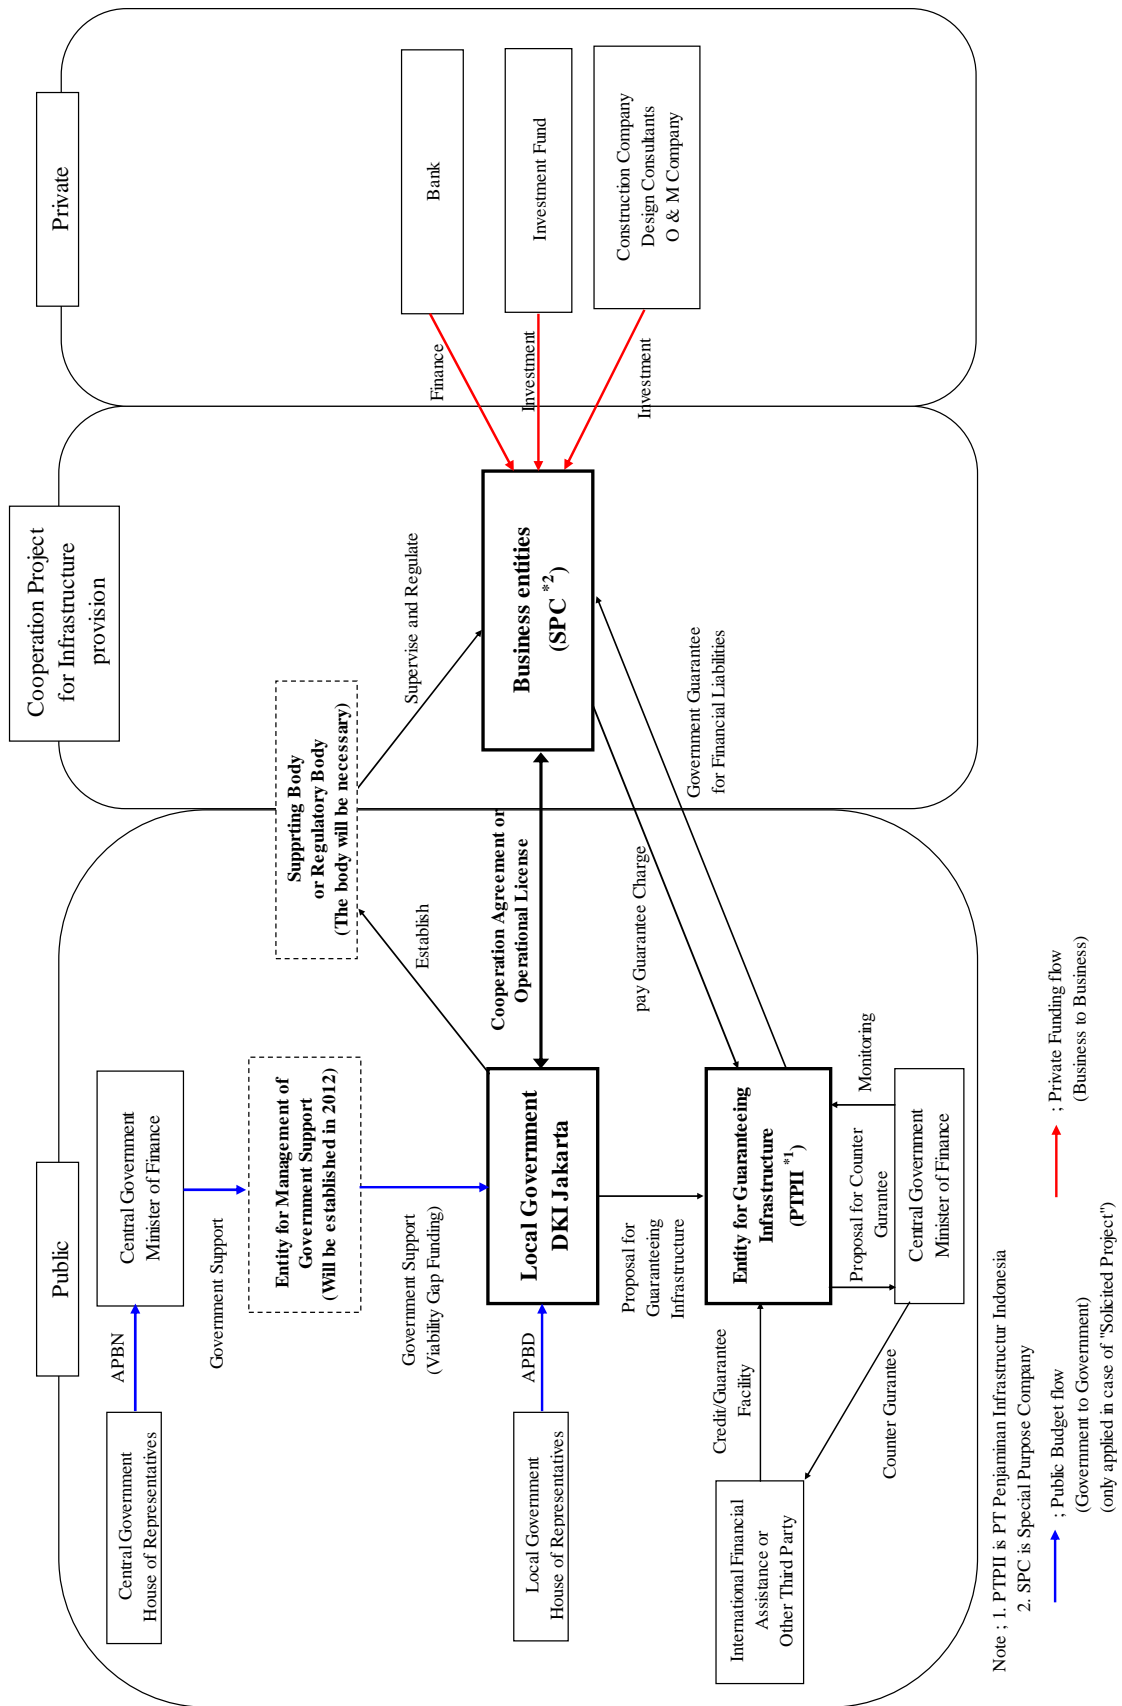 Public
Cooperation Project
for Infrastructure
provision
Private
Central Government
House of Representatives
APBN
Central Government
Minister of Finance
Government Support
Entity for Management of
Government Support
(Will be established in 2012)
Government Support
(Viability Gap Funding)
Supprting Body
or Regulatory Body
(The body will be necessary)
Establish
Supervise and Regulate
Bank
Finance
Investment Fund
Investment
Construction Company
Design Consultants
O & M Company
Investment
Local Government
House of Representatives
APBD
Local Government
DKI Jakarta
Cooperation Agreement or
Operational License
Business entities
(SPC *2)
Proposal for
Guaranteeing
Infrastructure
pay Guarantee Charge
Government Guarantee
for Financial Liabilities
International Financial
Assistance or
Other Third Party
Credit/Guarantee
Facility
Entity for Guaranteeing
Infrastructure
(PTPII *1)
Proposal for Counter
Gurantee
Monitoring
Central Government
Minister of Finance
Counter Gurantee
Note ; 1. PTPII is PT Penjaminan Infrastructur Indonesia
2. SPC is Special Purpose Company
; Public Budget flow
(Government to Government)
(only applied in case of "Solicited Project")
; Private Funding flow
(Business to Business)